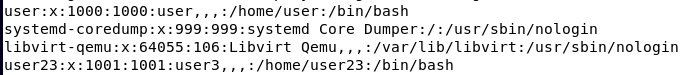 user:x:1000:1000:user,,,:/home/user:/bin/bash
systemd-coredump:x:999:999:systemd Core Dumper:/:/usr/sbin/nologin
libvirt-qemu:x:64055:106:Libvirt Qemu,,,:/var/lib/libvirt:/usr/sbin/nologin
user23:x:1001:1001:user3,,,:/home/user23:/bin/bash